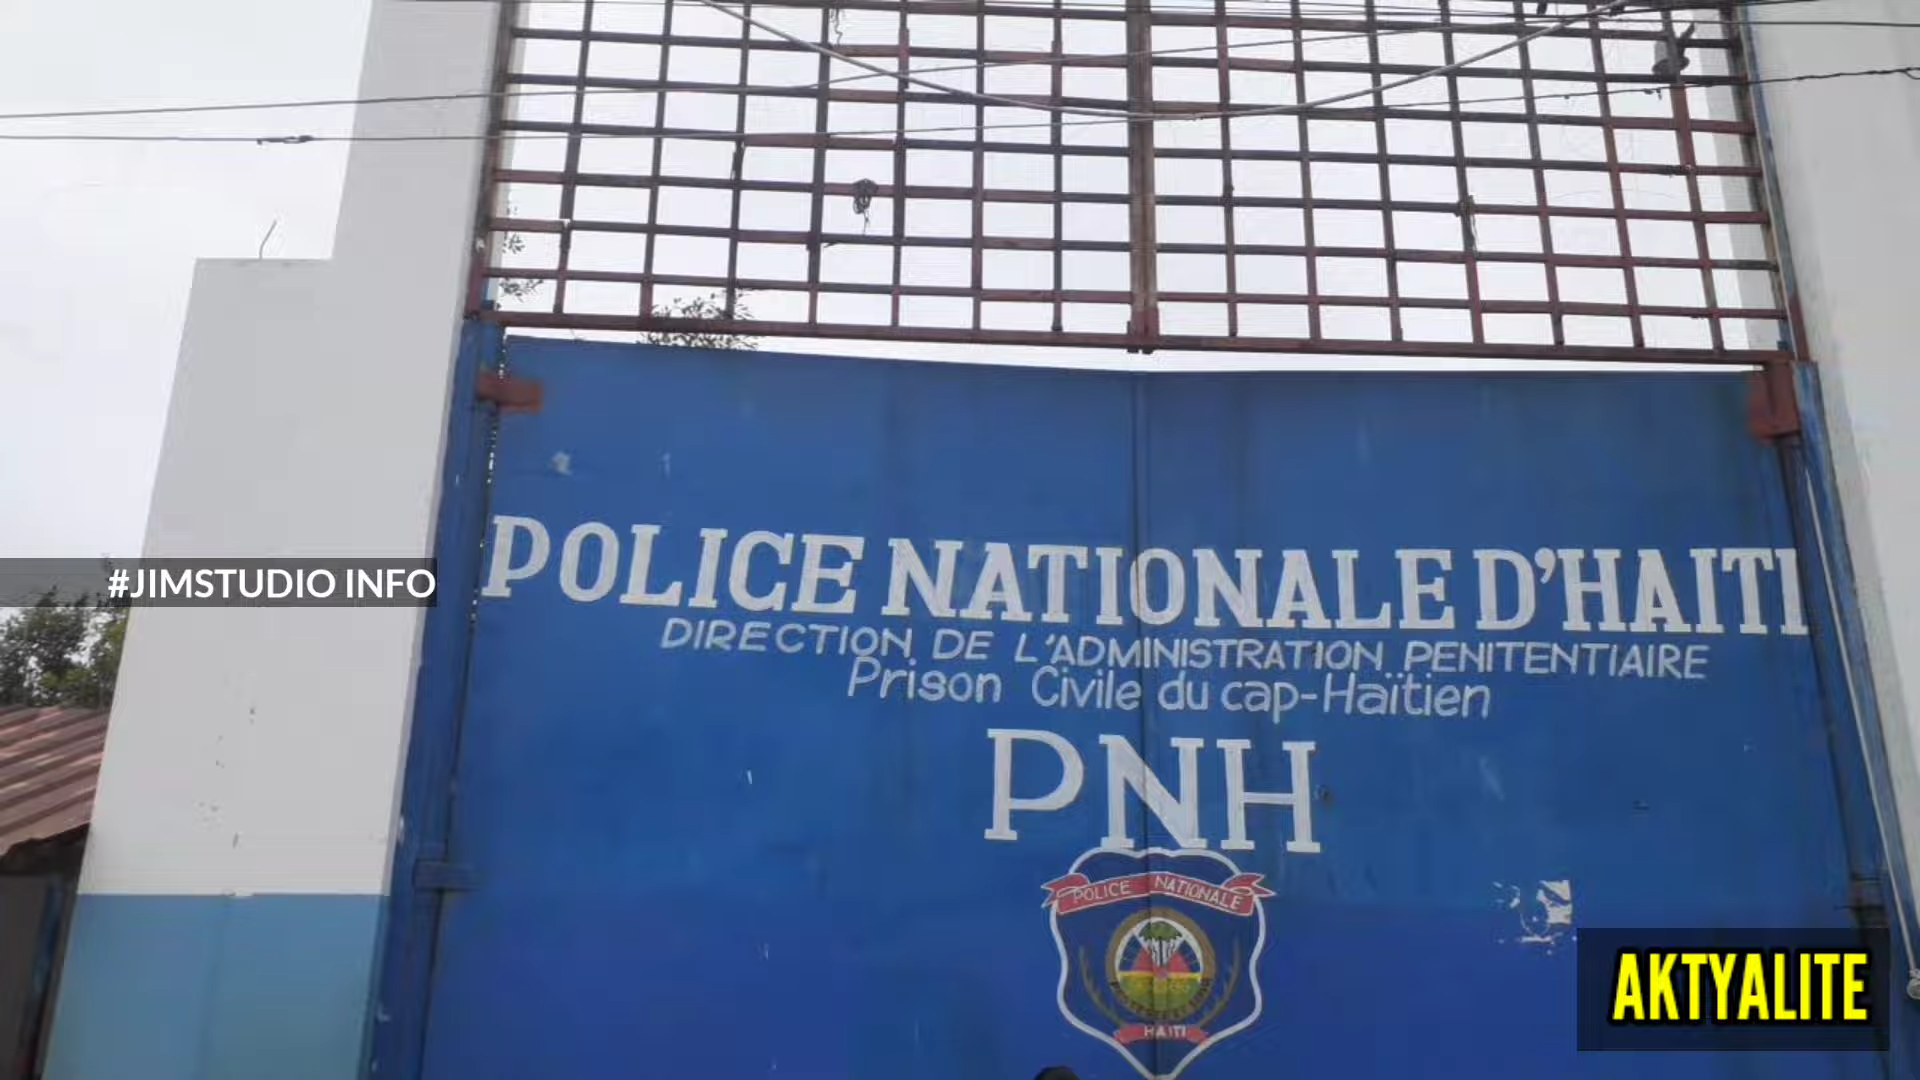 #JIMSTUDIO INFO
POLICE NATIONALE D'HAITI
DIRECTION DE L'ADMINISTRATION PENITENTIAIRE
Prison Civile du cap-Haïtien
PNH
POLICE NATIONALE
HAITI
AKTYALITE